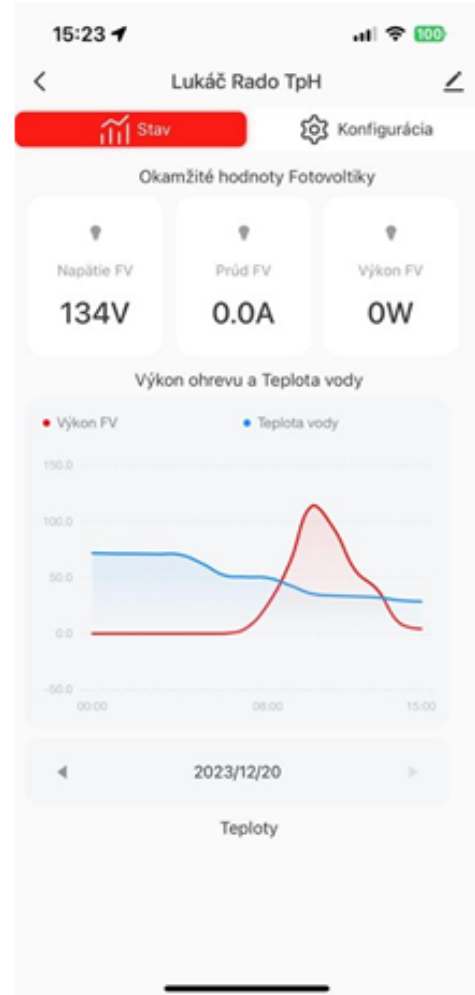 15:23
100
Lukáč Rado TpH
Stav
Konfigurácia
Okamžité hodnoty Fotovoltiky
Napätie FV
Prúd FV
Výkon FV
134V
0.0A
0W
Výkon ohrevu a Teplota vody
Výkon FV
Teplota vody
150.0
100.0
50.0
0.0
-50.0
00:00
08:00
15:00
2023/12/20
Teploty